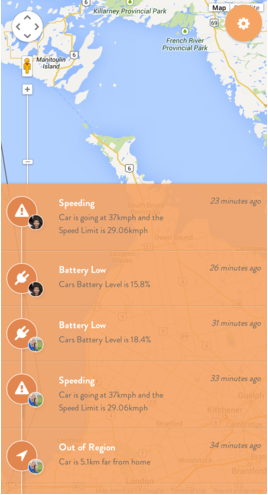 Killarney Provincial Park
Map
69
French River
Provincial Park
Manitoulin
Island
6
6
Speeding
23 minutes ago
Car is going at 37kmph and the
Speed Limit is 29.06kmph
Battery Low
26 minutes ago
Cars Battery Level is 15.8%
Battery Low
31 minutes ago
Cars Battery Level is 18.4%
Speeding
33 minutes ago
Car is going at 37kmph and the
Speed Limit is 29.06kmph
Out of Region
34 minutes ago
Car is 5.1km far from home